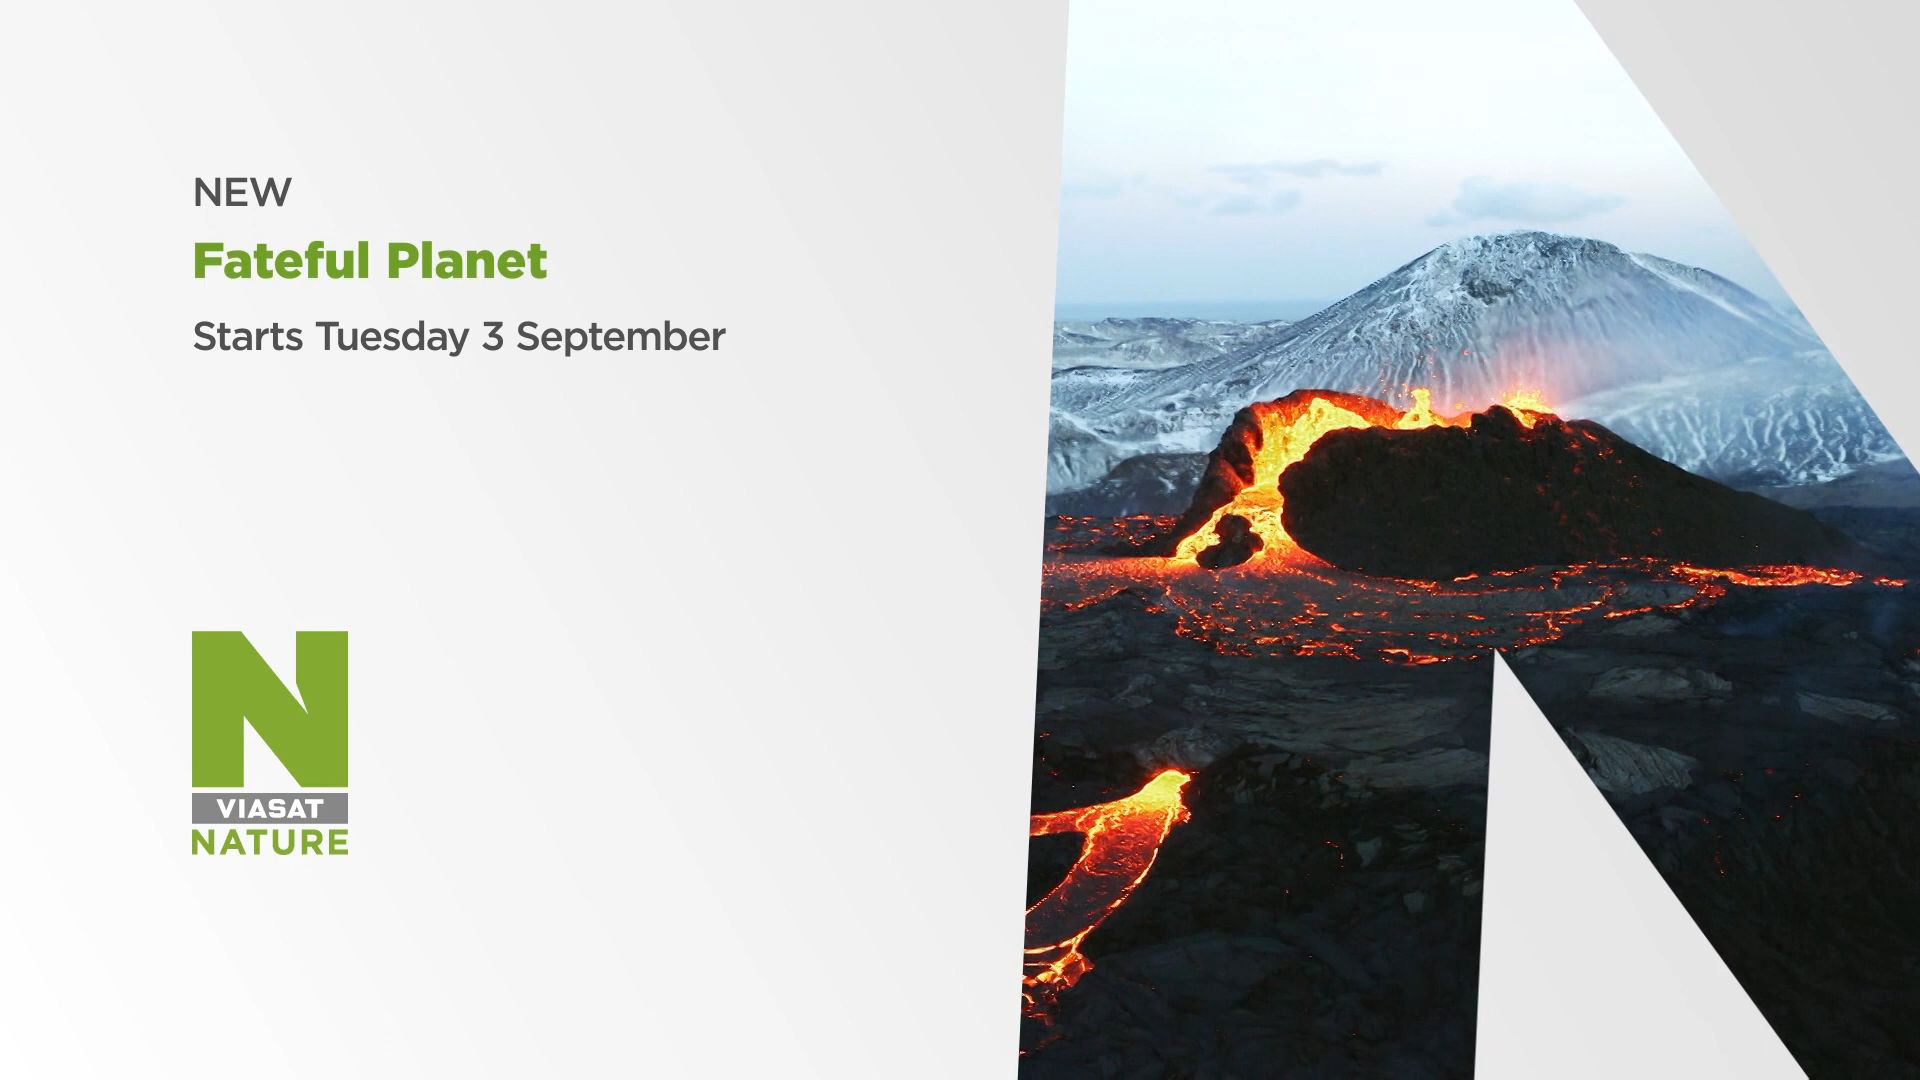 NEW
Fateful Planet
Starts Tuesday 3 September
N
VIASAT
NATURE